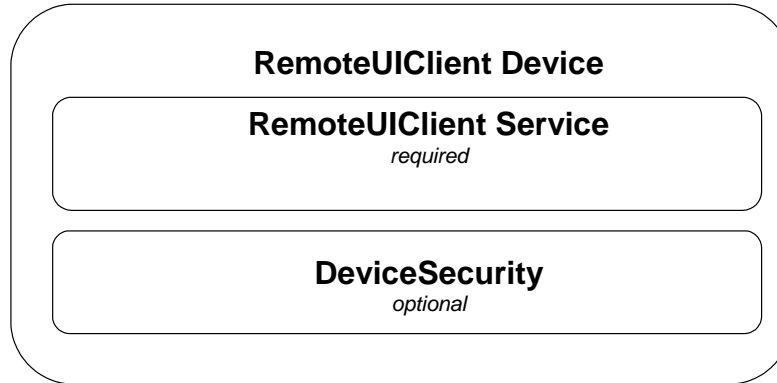 RemoteUIClient Device
RemoteUIClient Service
required
DeviceSecurity
optional